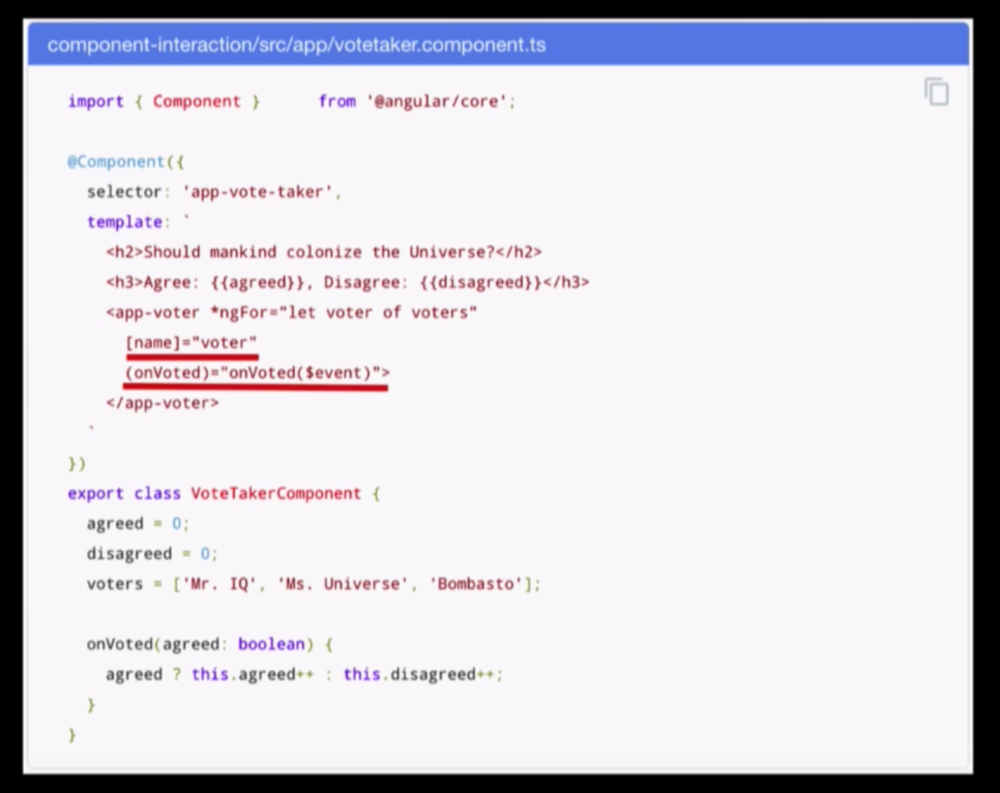 component-interaction/src/app/votetaker.component.ts
import { Component }      from '@angular/core';
@Component({
  selector: 'app-vote-taker',
  template: `
    <h2>Should mankind colonize the Universe?</h2>
    <h3>Agree: {{agreed}}, Disagree: {{disagreed}}</h3>
    <app-voter *ngFor="let voter of voters"
      [name]="voter"
      (onVoted)="onVoted($event)">
    </app-voter>
  `
})
export class VoteTakerComponent {
  agreed = 0;
  disagreed = 0;
  voters = ['Mr. IQ', 'Ms. Universe', 'Bombasto'];
  onVoted(agreed: boolean) {
    agreed ? this.agreed++ : this.disagreed++;
  }
}